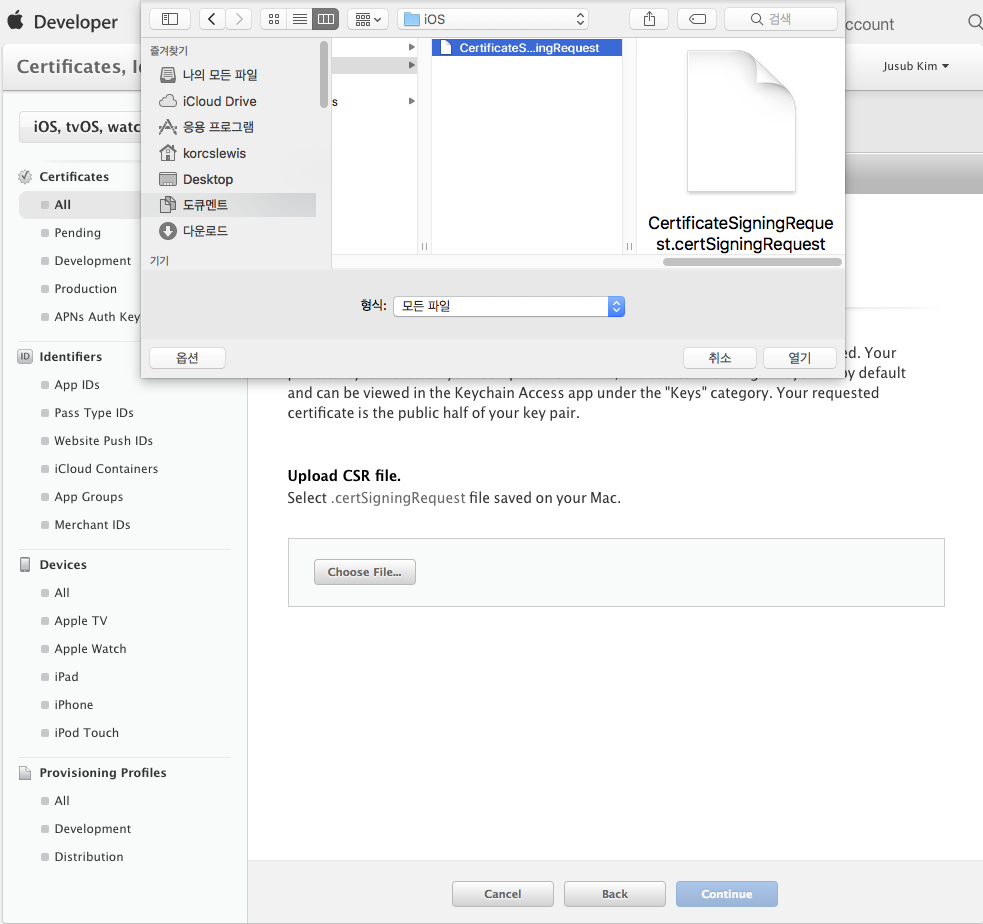 Developer
iOS
검색
ccount
Certificates, I
Jusub Kim
즐겨찾기
나의 모든 파일
iCloud Drive
응용 프로그램
korcslewis
Desktop
도큐멘트
다운로드
기기
s
CertificateS...ingRequest
CertificateSigningReque
st.certSigningRequest
형식:
모든 파일
옵션
취소
열기
iOS, tvOS, watc
Certificates
All
Pending
Development
Production
APNs Auth Key
ID
Identifiers
App IDs
Pass Type IDs
Website Push IDs
iCloud Containers
App Groups
Merchant IDs
Devices
All
Apple TV
Apple Watch
iPad
iPhone
iPod Touch
Provisioning Profiles
All
Development
Distribution
ed. Your
by default
and can be viewed in the Keychain Access app under the "Keys" category. Your requested
certificate is the public half of your key pair.
Upload CSR file.
Select .certSigningRequest file saved on your Mac.
Choose File...
Cancel
Back
Continue